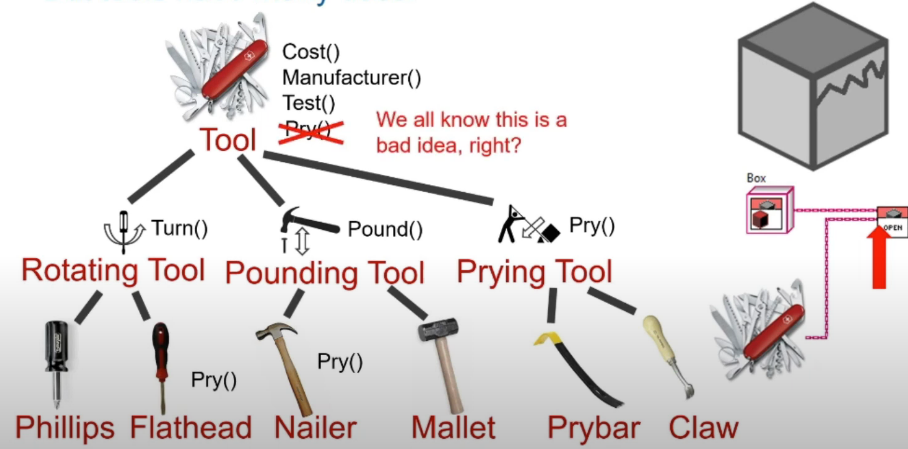 Cost()
Manufacturer()
Test()
Pry()
Tool
We all know this is a
bad idea, right?
Box
OPEN
Turn()
Pound()
Pry()
Rotating Tool
Pounding Tool
Prying Tool
Pry()
Pry()
Phillips
Flathead
Nailer
Mallet
Prybar
Claw